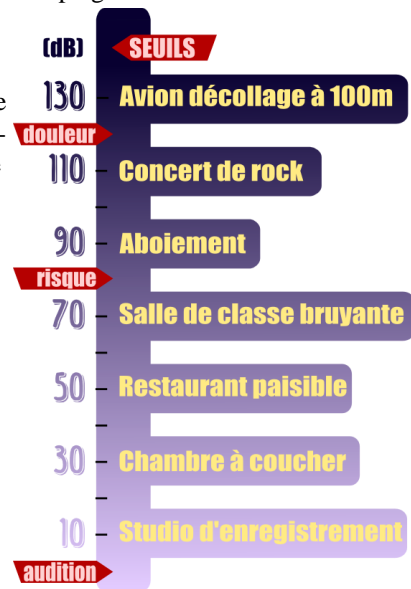 (dB) SEUILS
130 Avion décollage à 100m
douleur
110 Concert de rock
90 Aboiement
risque
70 Salle de classe bruyante
50 Restaurant paisible
30 Chambre à coucher
10 Studio d'enregistrement
audition